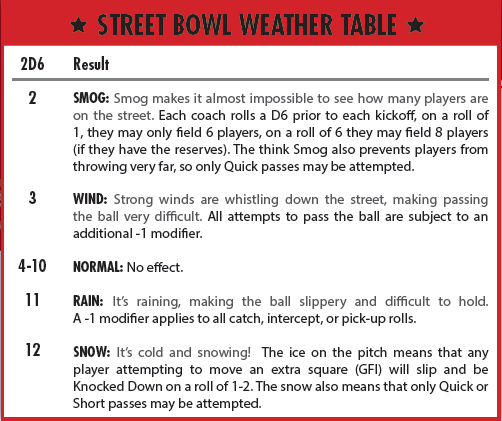 ★ STREET BOWL WEATHER TABLE ★
2D6 Result
2 SMOG: Smog makes it almost impossible to see how many players are
on the street. Each coach rolls a D6 prior to each kickoff, on a roll of
1, they may only field 6 players, on a roll of 6 they may field 8 players
(if they have the reserves). The think Smog also prevents players from
throwing very far, so only Quick passes may be attempted.
3 WIND: Strong winds are whistling down the street, making passing
the ball very difficult. All attempts to pass the ball are subject to an
additional -1 modifier.
4-10 NORMAL: No effect.
11 RAIN: It’s raining, making the ball slippery and difficult to hold.
A -1 modifier applies to all catch, intercept, or pick-up rolls.
12 SNOW: It’s cold and snowing! The ice on the pitch means that any
player attempting to move an extra square (GFI) will slip and be
Knocked Down on a roll of 1-2. The snow also means that only Quick or
Short passes may be attempted.